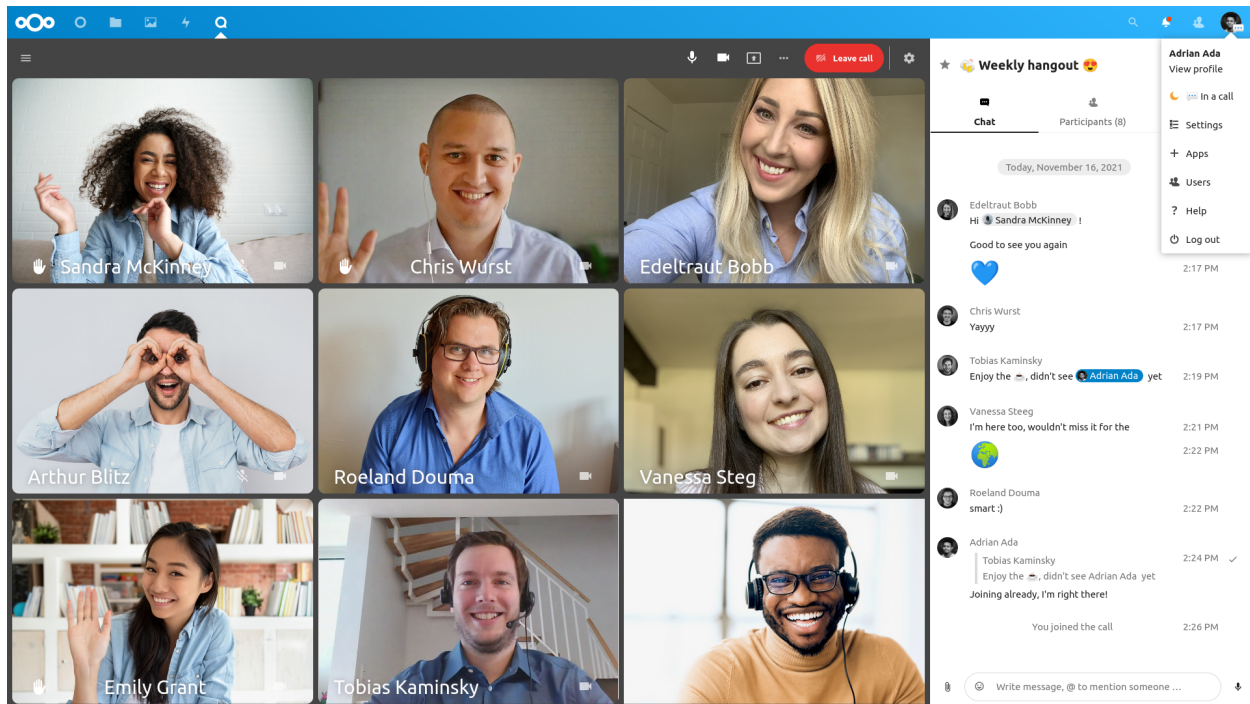 Leave call
Sandra McKinney
Chris Wurst
Edeltraut Bobb
Arthur Blitz
Roeland Douma
Vanessa Steg
Emily Grant
Tobias Kaminsky
👋 Weekly hangout 😍
Chat
Participants (8)
Today, November 16, 2021
Edeltraut Bobb
Hi Sandra McKinney !
Good to see you again
💙 2:17 PM
Chris Wurst
Yayyy 2:17 PM
Tobias Kaminsky
Enjoy the ☕, didn't see Adrian Ada yet 2:19 PM
Vanessa Steeg
I'm here too, wouldn't miss it for the 2:21 PM
🌍 2:22 PM
Roeland Douma
smart :) 2:22 PM
Adrian Ada
Tobias Kaminsky 2:24 PM
Enjoy the ☕, didn't see Adrian Ada yet
Joining already, I'm right there!
You joined the call 2:26 PM
Write message, @ to mention someone …
Adrian Ada
View profile
💬 In a call
Settings
Apps
Users
Help
Log out